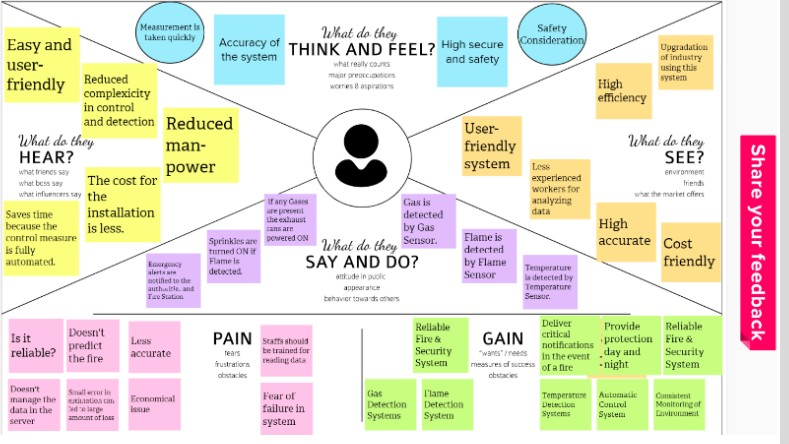 What do they
THINK AND FEEL?
what really counts
major preoccupations
worries & aspirations
Measurement is
taken quickly
Accuracy of
the system
High secure
and safety
Safety
Consideration
Easy and
user-
friendly
Reduced
complexicity
in control
and detection
Reduced
man-
power
What do they
HEAR?
what friends say
what boss say
what influencers say
The cost for
the
installation
is less.
Saves time
because the
control measure
is fully
automated.
Upgradation
of industry
using this
system
High
efficiency
User-
friendly
system
Less
experienced
workers for
analyzing
data
What do they
SEE?
environment
friends
what the market offers
High
accurate
Cost
friendly
If any Gases
are present
the exhaust
fans are
powered ON
Sprinkles are
turned ON if
Flame is
detected.
Emergency
alerts are
notified to the
authoritie, and
Fire Station
What do they
SAY AND DO?
attitude in public
appearance
behavior towards others
Gas is
detected
by Gas
Sensor.
Flame is
detected
by Flame
Sensor
Temperature
is detected by
Temperature
Sensor.
PAIN
fears
frustrations
obstacles
Is it
reliable?
Doesn't
predict
the fire
Less
accurate
Staffs should
be trained for
reading data
Doesn't
manage the
data in the
server
Small error in
can
led to large
amount of loss
Economical
issue
Fear of
failure in
system
GAIN
"wants" / needs
measures of success
obstacles
Reliable
Fire &
Security
System
Deliver
critical
notifications
in the event
of a fire
Provide
protection
day and
night
Reliable
Fire &
Security
System
Gas
Detection
Systems
Flame
Detection
System
Temperature
Detection
Systems
Automatic
Control
System
Consistent
Monitoring of
Environment
Share your feedback